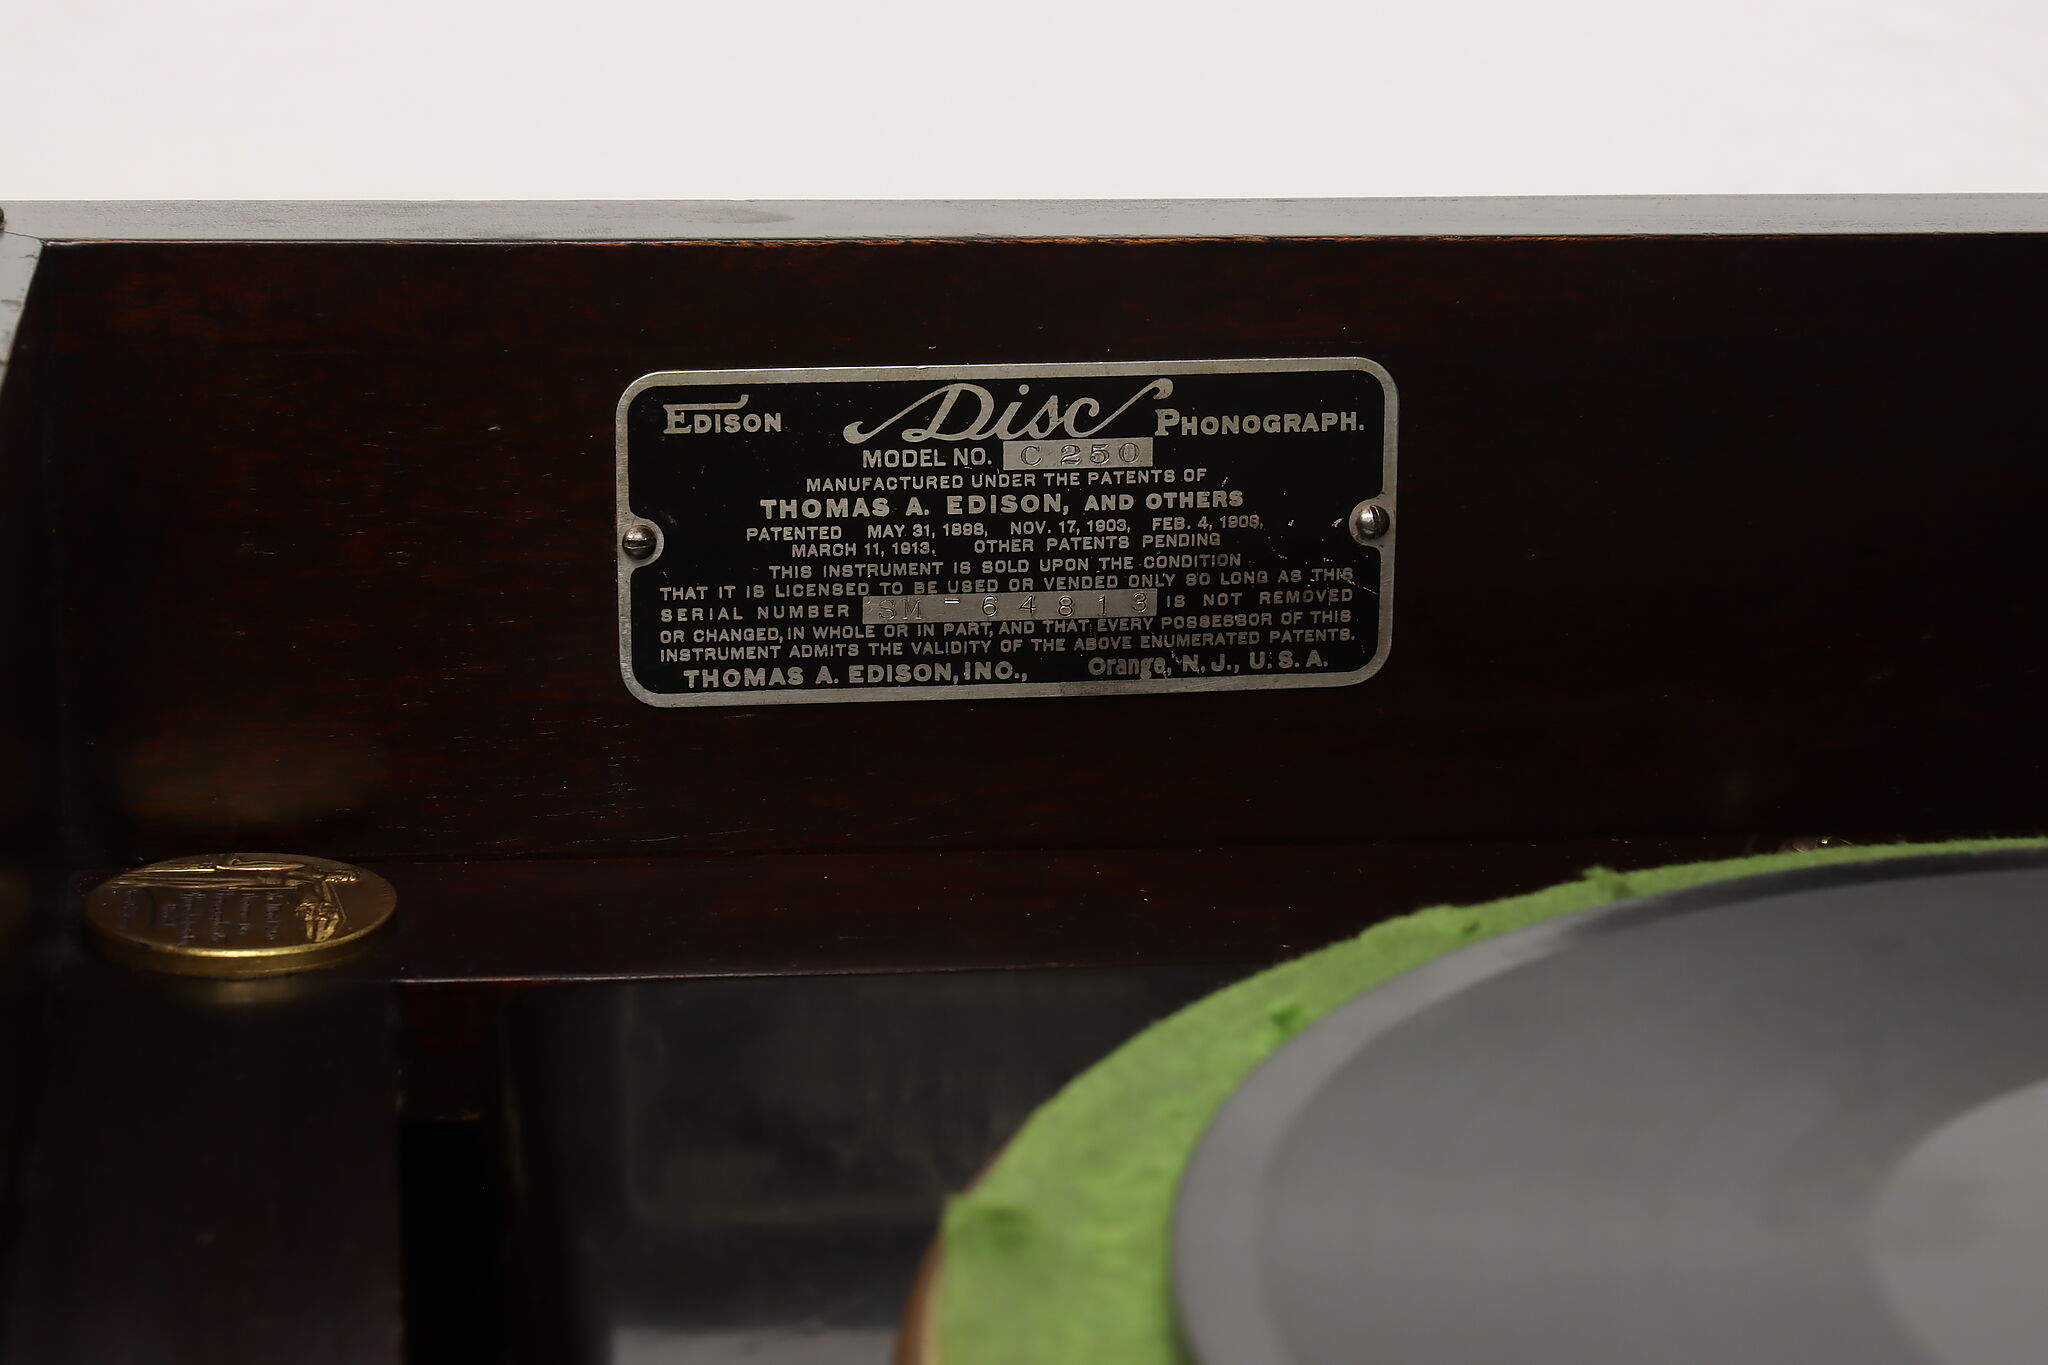 EDISON Disc PHONOGRAPH.
MODEL NO. C 250
MANUFACTURED UNDER THE PATENTS OF
THOMAS A. EDISON, AND OTHERS
PATENTED MAY 31, 1898, NOV. 17, 1903, FEB. 4, 1908,
MARCH 11, 1913. OTHER PATENTS PENDING
THIS INSTRUMENT IS SOLD UPON THE CONDITION
THAT IT IS LICENSED TO BE USED OR VENDED ONLY SO LONG AS THIS
SERIAL NUMBER SM-64813 IS NOT REMOVED
OR CHANGED, IN WHOLE OR IN PART, AND THAT EVERY POSSESSOR OF THIS
INSTRUMENT ADMITS THE VALIDITY OF THE ABOVE ENUMERATED PATENTS.
THOMAS A. EDISON, INC., Orange, N. J., U. S. A.